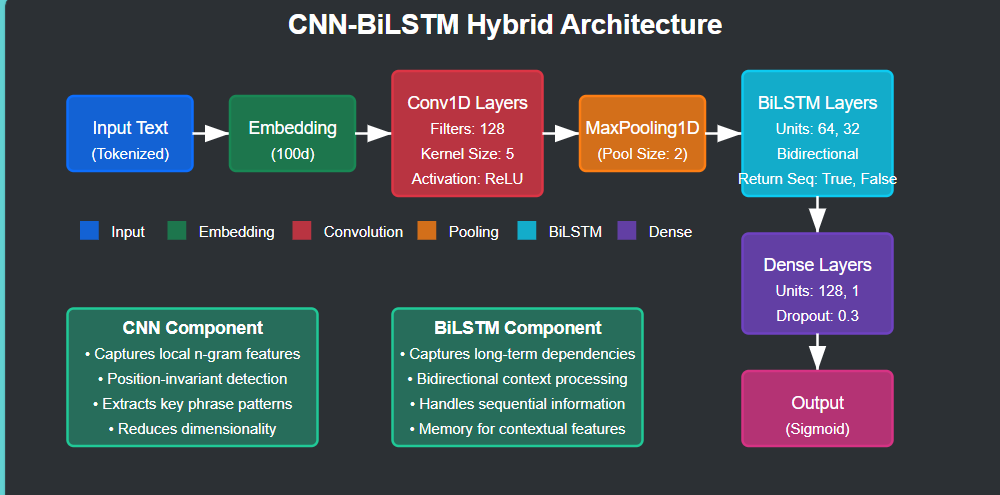 CNN-BiLSTM Hybrid Architecture
Input Text
(Tokenized)
Embedding
(100d)
Conv1D Layers
Filters: 128
Kernel Size: 5
Activation: ReLU
MaxPooling1D
(Pool Size: 2)
BiLSTM Layers
Units: 64, 32
Bidirectional
Return Seq: True, False
Input
Embedding
Convolution
Pooling
BiLSTM
Dense
Dense Layers
Units: 128, 1
Dropout: 0.3
CNN Component
• Captures local n-gram features
• Position-invariant detection
• Extracts key phrase patterns
• Reduces dimensionality
BiLSTM Component
• Captures long-term dependencies
• Bidirectional context processing
• Handles sequential information
• Memory for contextual features
Output
(Sigmoid)